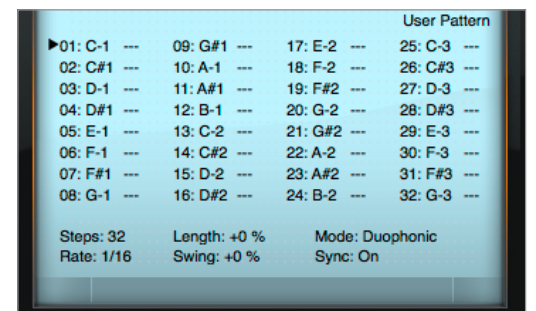 User Pattern
▶01: C-1 --- 09: G#1 --- 17: E-2 --- 25: C-3 ---
02: C#1 --- 10: A-1 --- 18: F-2 --- 26: C#3 ---
03: D-1 --- 11: A#1 --- 19: F#2 --- 27: D-3 ---
04: D#1 --- 12: B-1 --- 20: G-2 --- 28: D#3 ---
05: E-1 --- 13: C-2 --- 21: G#2 --- 29: E-3 ---
06: F-1 --- 14: C#2 --- 22: A-2 --- 30: F-3 ---
07: F#1 --- 15: D-2 --- 23: A#2 --- 31: F#3 ---
08: G-1 --- 16: D#2 --- 24: B-2 --- 32: G-3 ---
Steps: 32 Length: +0 % Mode: Duophonic
Rate: 1/16 Swing: +0 % Sync: On